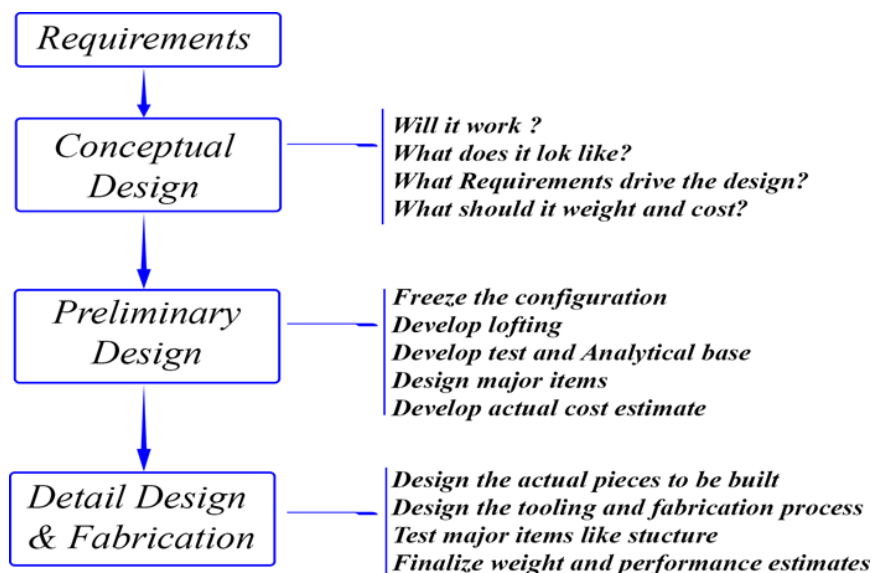 Requirements
Conceptual
Design
Will it work ?
What does it lok like?
What Requirements drive the design?
What should it weight and cost?
Preliminary
Design
Freeze the configuration
Develop lofting
Develop test and Analytical base
Design major items
Develop actual cost estimate
Detail Design
& Fabrication
Design the actual pieces to be built
Design the tooling and fabrication process
Test major items like stucture
Finalize weight and performance estimates